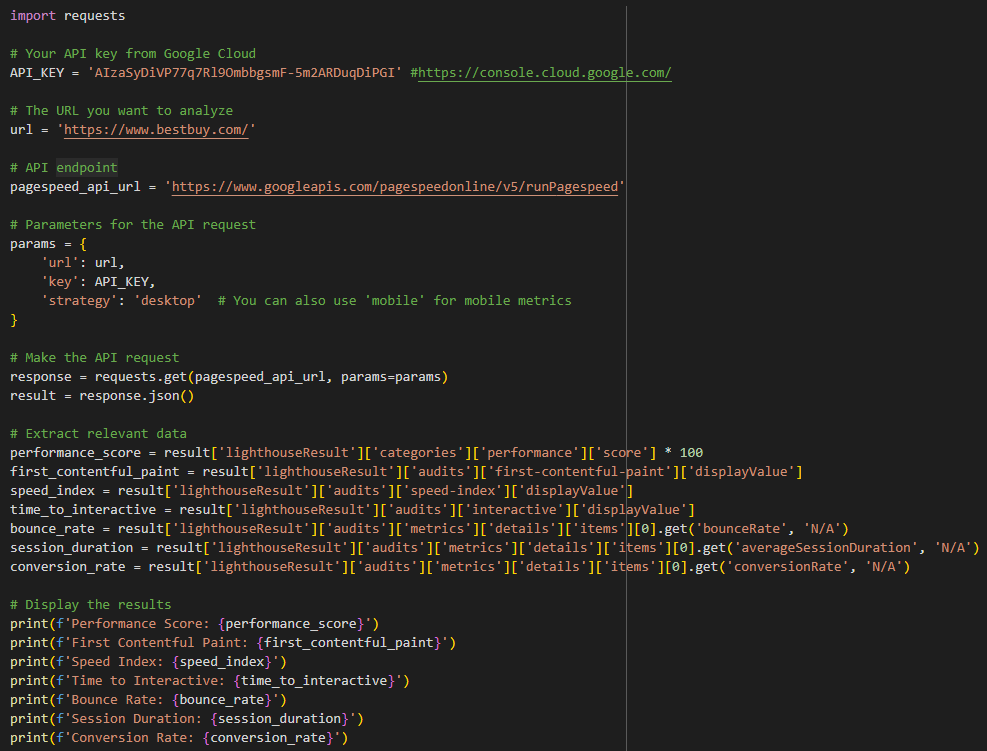 import requests

# Your API key from Google Cloud
API_KEY = 'AIzaSyDiVP77q7Rl9OmbbgsmF-5m2ARDuqDiPGI' #https://console.cloud.google.com/

# The URL you want to analyze
url = 'https://www.bestbuy.com/'

# API endpoint
pagespeed_api_url = 'https://www.googleapis.com/pagespeedonline/v5/runPagespeed'

# Parameters for the API request
params = {
    'url': url,
    'key': API_KEY,
    'strategy': 'desktop'  # You can also use 'mobile' for mobile metrics
}

# Make the API request
response = requests.get(pagespeed_api_url, params=params)
result = response.json()

# Extract relevant data
performance_score = result['lighthouseResult']['categories']['performance']['score'] * 100
first_contentful_paint = result['lighthouseResult']['audits']['first-contentful-paint']['displayValue']
speed_index = result['lighthouseResult']['audits']['speed-index']['displayValue']
time_to_interactive = result['lighthouseResult']['audits']['interactive']['displayValue']
bounce_rate = result['lighthouseResult']['audits']['metrics']['details']['items'][0].get('bounceRate', 'N/A')
session_duration = result['lighthouseResult']['audits']['metrics']['details']['items'][0].get('averageSessionDuration', 'N/A')
conversion_rate = result['lighthouseResult']['audits']['metrics']['details']['items'][0].get('conversionRate', 'N/A')

# Display the results
print(f'Performance Score: {performance_score}')
print(f'First Contentful Paint: {first_contentful_paint}')
print(f'Speed Index: {speed_index}')
print(f'Time to Interactive: {time_to_interactive}')
print(f'Bounce Rate: {bounce_rate}')
print(f'Session Duration: {session_duration}')
print(f'Conversion Rate: {conversion_rate}')